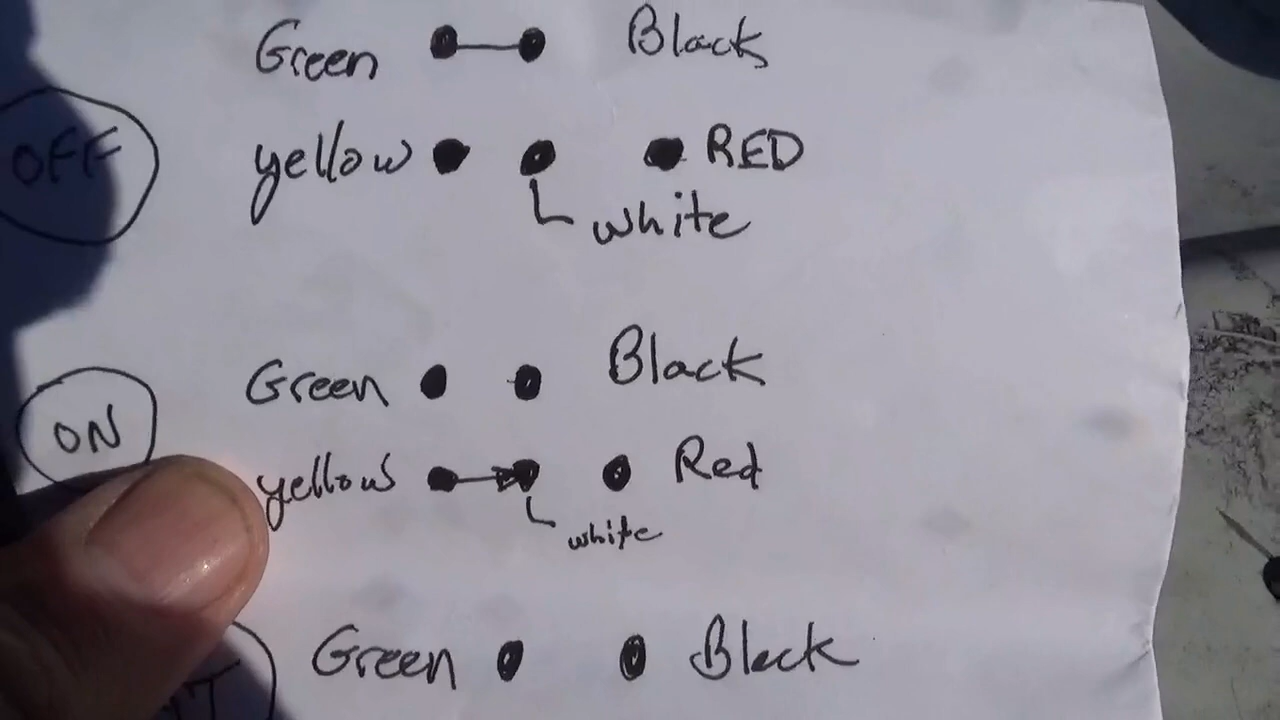 Green Black
OFF
yellow RED
white
Green Black
ON
yellow Red
white
Green Black